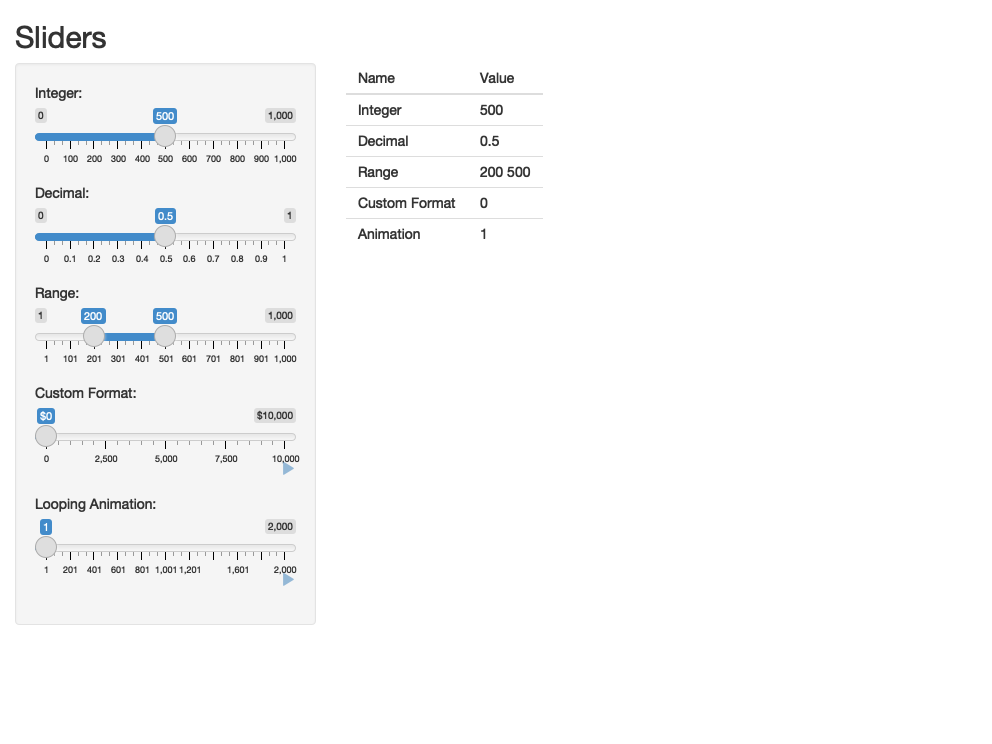 Sliders
Integer:
0 500 1,000
0 100 200 300 400 500 600 700 800 900 1,000
Decimal:
0 0.5 1
0 0.1 0.2 0.3 0.4 0.5 0.6 0.7 0.8 0.9 1
Range:
1 200 500 1,000
1 101 201 301 401 501 601 701 801 901 1,000
Custom Format:
$0 $10,000
0 2,500 5,000 7,500 10,000
Looping Animation:
1 2,000
1 201 401 601 801 1,001 1,201 1,601 2,000
Name Value
Integer 500
Decimal 0.5
Range 200 500
Custom Format 0
Animation 1